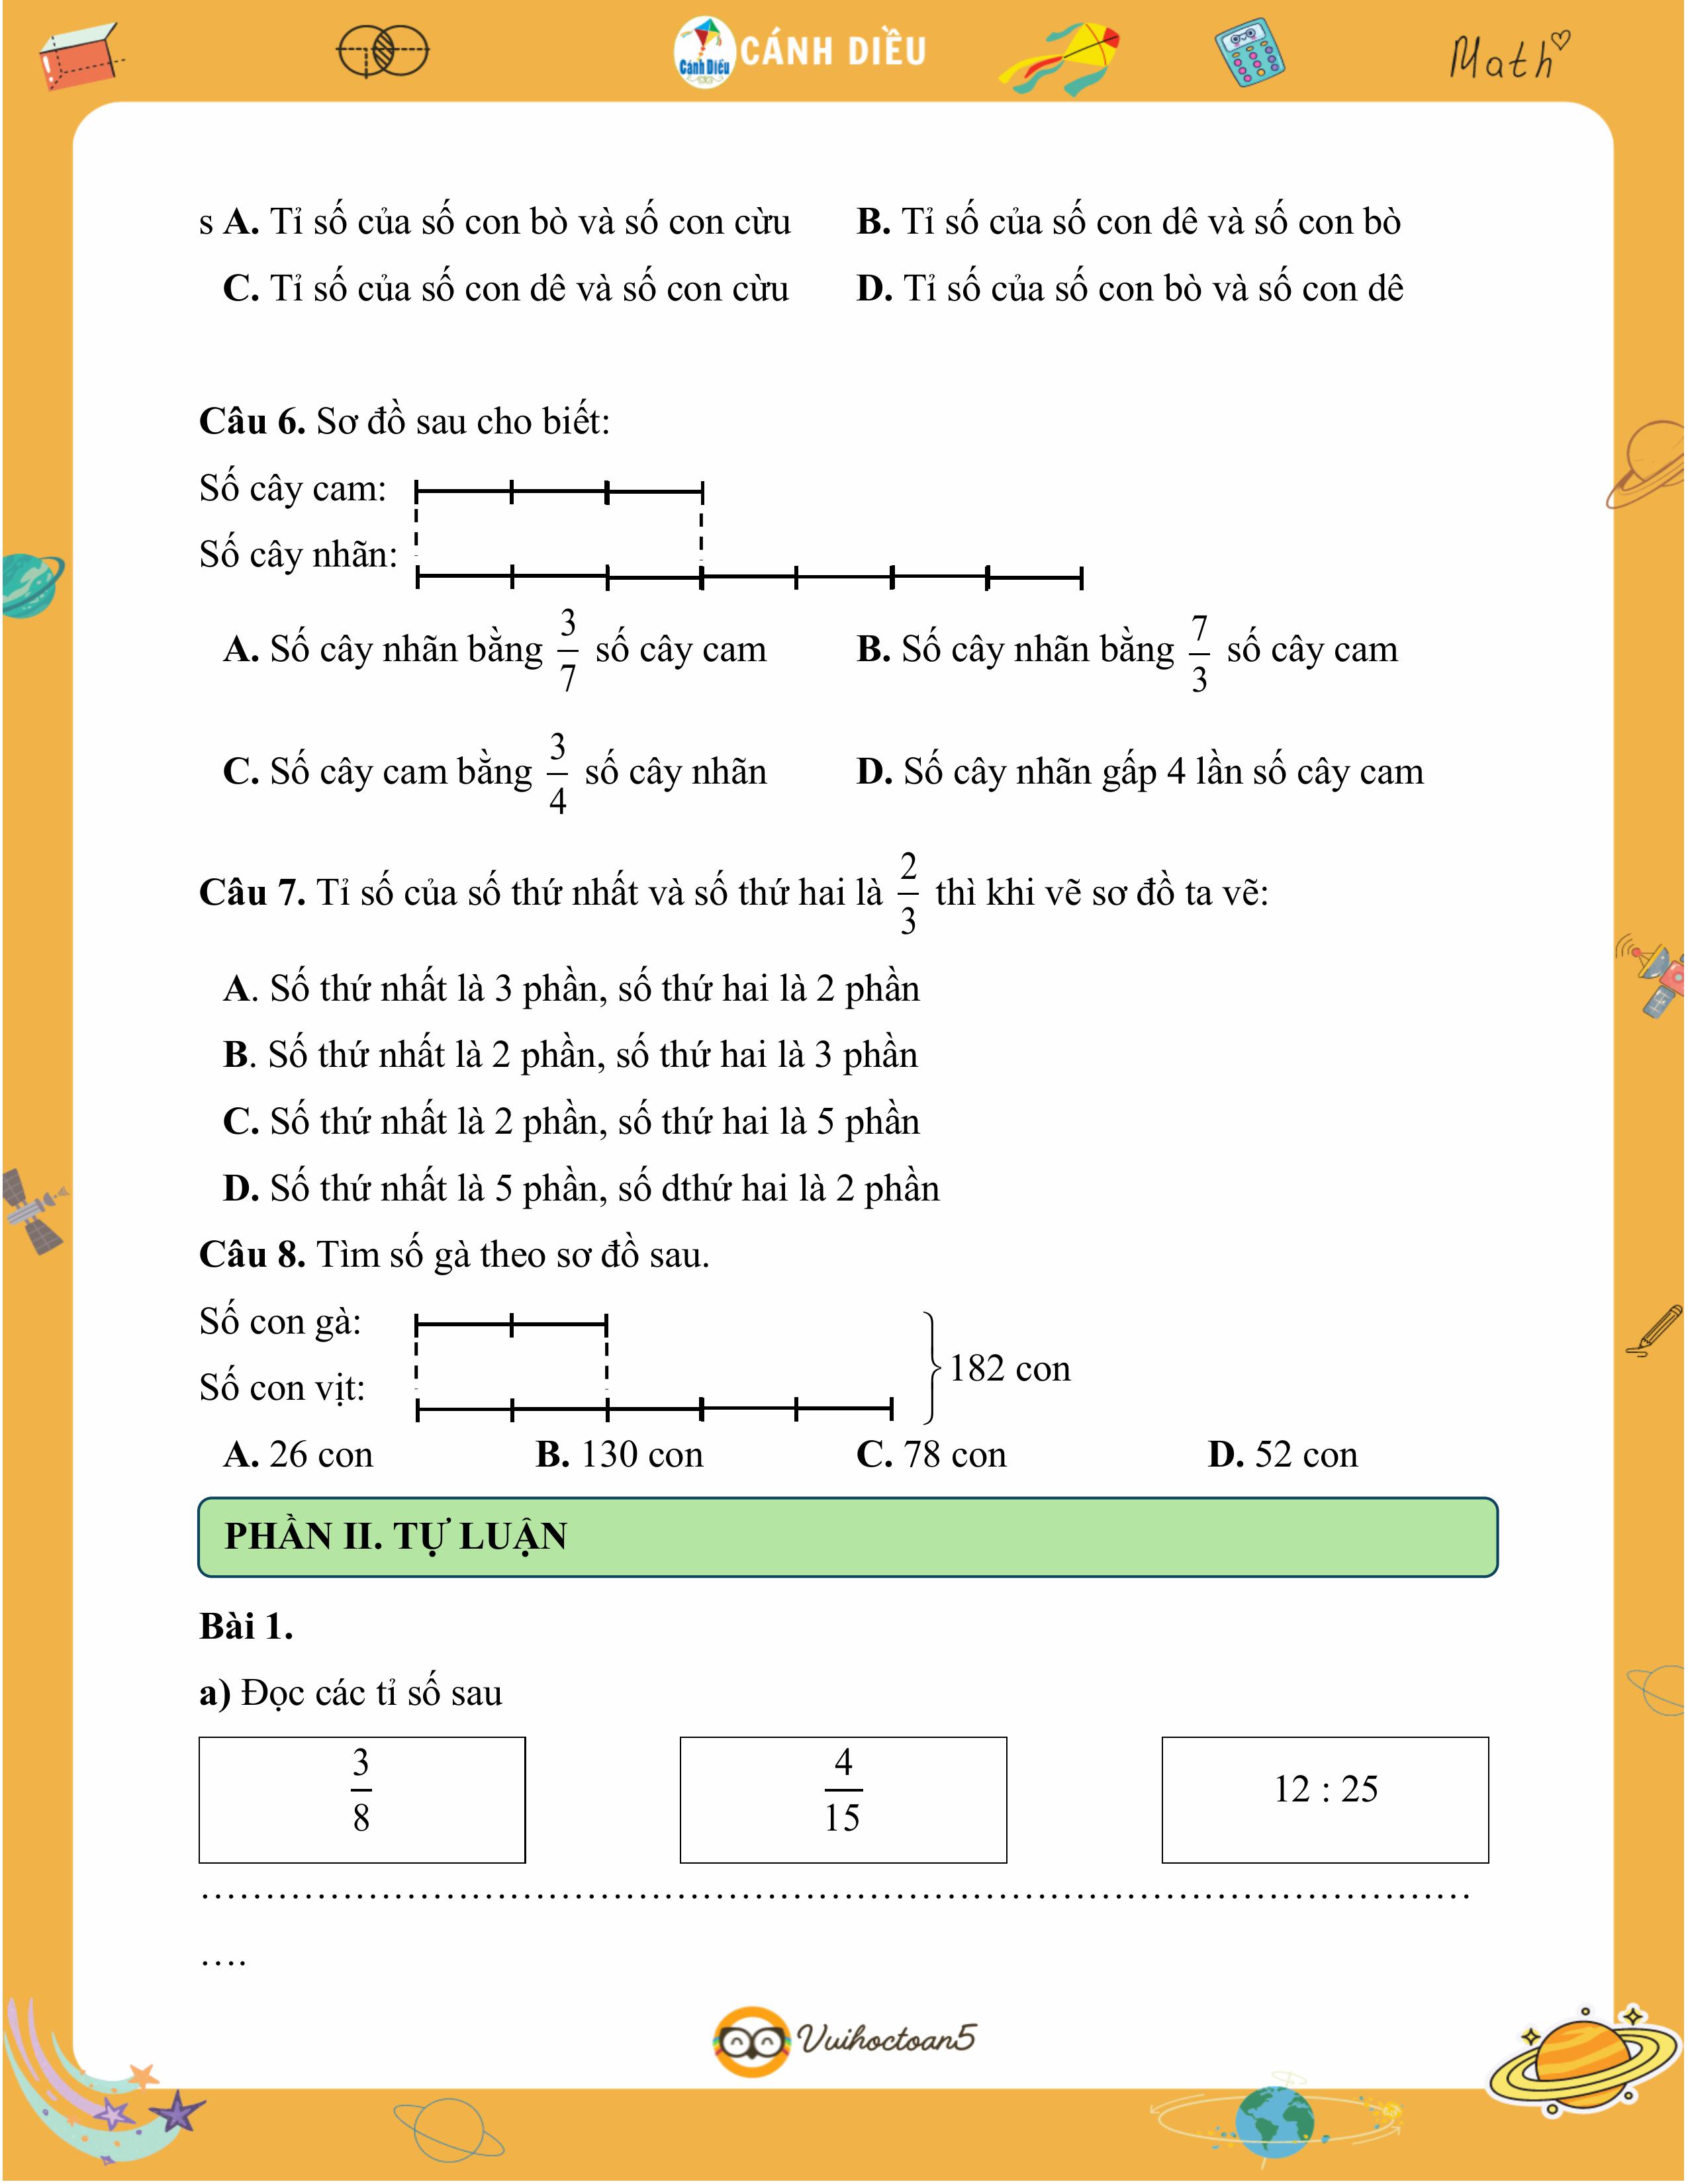 Cánh Diều CÁNH DIỀU
Math
s A. Tỉ số của số con bò và số con cừu B. Tỉ số của số con dê và số con bò
C. Tỉ số của số con dê và số con cừu D. Tỉ số của số con bò và số con dê
Câu 6. Sơ đồ sau cho biết:
Số cây cam:
Số cây nhãn:
A. Số cây nhãn bằng 3/7 số cây cam B. Số cây nhãn bằng 7/3 số cây cam
C. Số cây cam bằng 3/4 số cây nhãn D. Số cây nhãn gấp 4 lần số cây cam
Câu 7. Tỉ số của số thứ nhất và số thứ hai là 2/3 thì khi vẽ sơ đồ ta vẽ:
A. Số thứ nhất là 3 phần, số thứ hai là 2 phần
B. Số thứ nhất là 2 phần, số thứ hai là 3 phần
C. Số thứ nhất là 2 phần, số thứ hai là 5 phần
D. Số thứ nhất là 5 phần, số dthứ hai là 2 phần
Câu 8. Tìm số gà theo sơ đồ sau.
Số con gà:
182 con
Số con vịt:
A. 26 con B. 130 con C. 78 con D. 52 con
PHẦN II. TỰ LUẬN
Bài 1.
a) Đọc các tỉ số sau
3/8 4/15 12 : 25
……………………………………………………………………………………
….
Vuihoctoan5